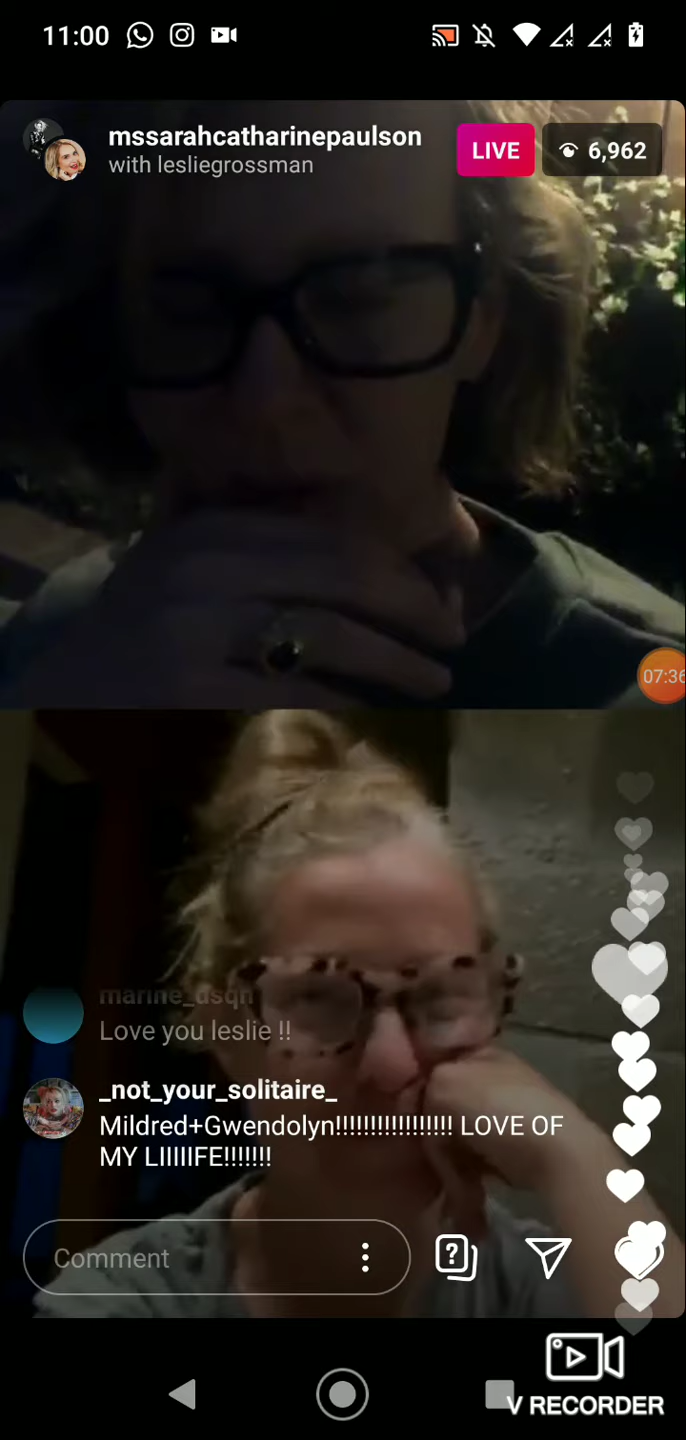 11:00
mssarahcatharinepaulson
with lesliegrossman
LIVE
6,962
07:36
marine_dsqn
Love you leslie !!
_not_your_solitaire_
Mildred+Gwendolyn!!!!!!!!!!!!!!!!! LOVE OF
MY LIIIIIFE!!!!!!!
Comment
V RECORDER